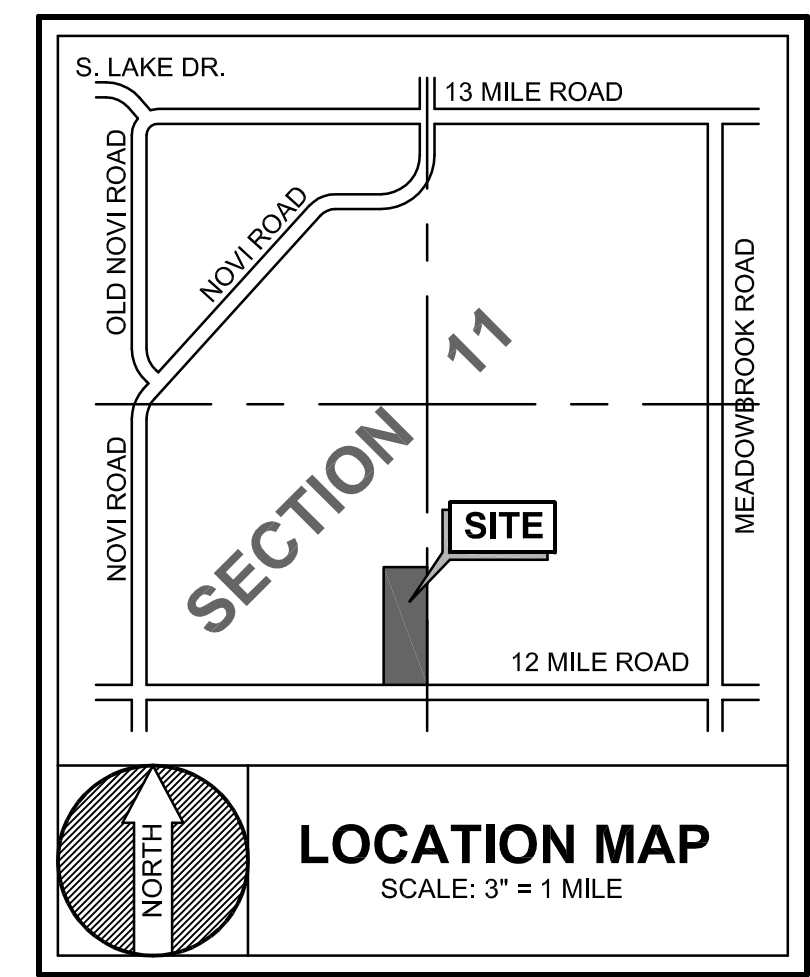 S. LAKE DR.
13 MILE ROAD
OLD NOVI ROAD
NOVI ROAD
MEADOWBROOK ROAD
SECTION 11
NOVI ROAD
SITE
12 MILE ROAD
NORTH
LOCATION MAP
SCALE: 3" = 1 MILE